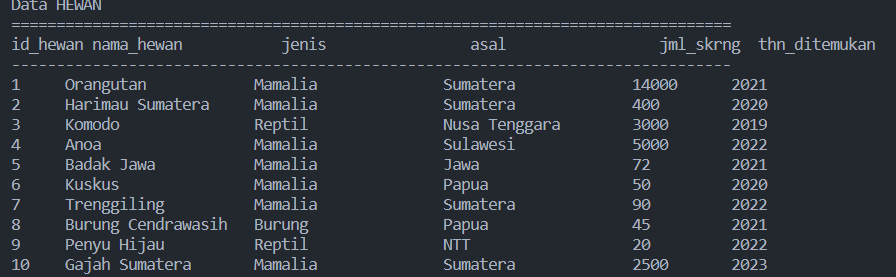 Data HEWAN
================================================================================
id_hewan nama_hewan jenis asal jml_skrng thn_ditemukan
--------------------------------------------------------------------------------
1 Orangutan Mamalia Sumatera 14000 2021
2 Harimau Sumatera Mamalia Sumatera 400 2020
3 Komodo Reptil Nusa Tenggara 3000 2019
4 Anoa Mamalia Sulawesi 5000 2022
5 Badak Jawa Mamalia Jawa 72 2021
6 Kuskus Mamalia Papua 50 2020
7 Trenggiling Mamalia Sumatera 90 2022
8 Burung Cendrawasih Burung Papua 45 2021
9 Penyu Hijau Reptil NTT 20 2022
10 Gajah Sumatera Mamalia Sumatera 2500 2023